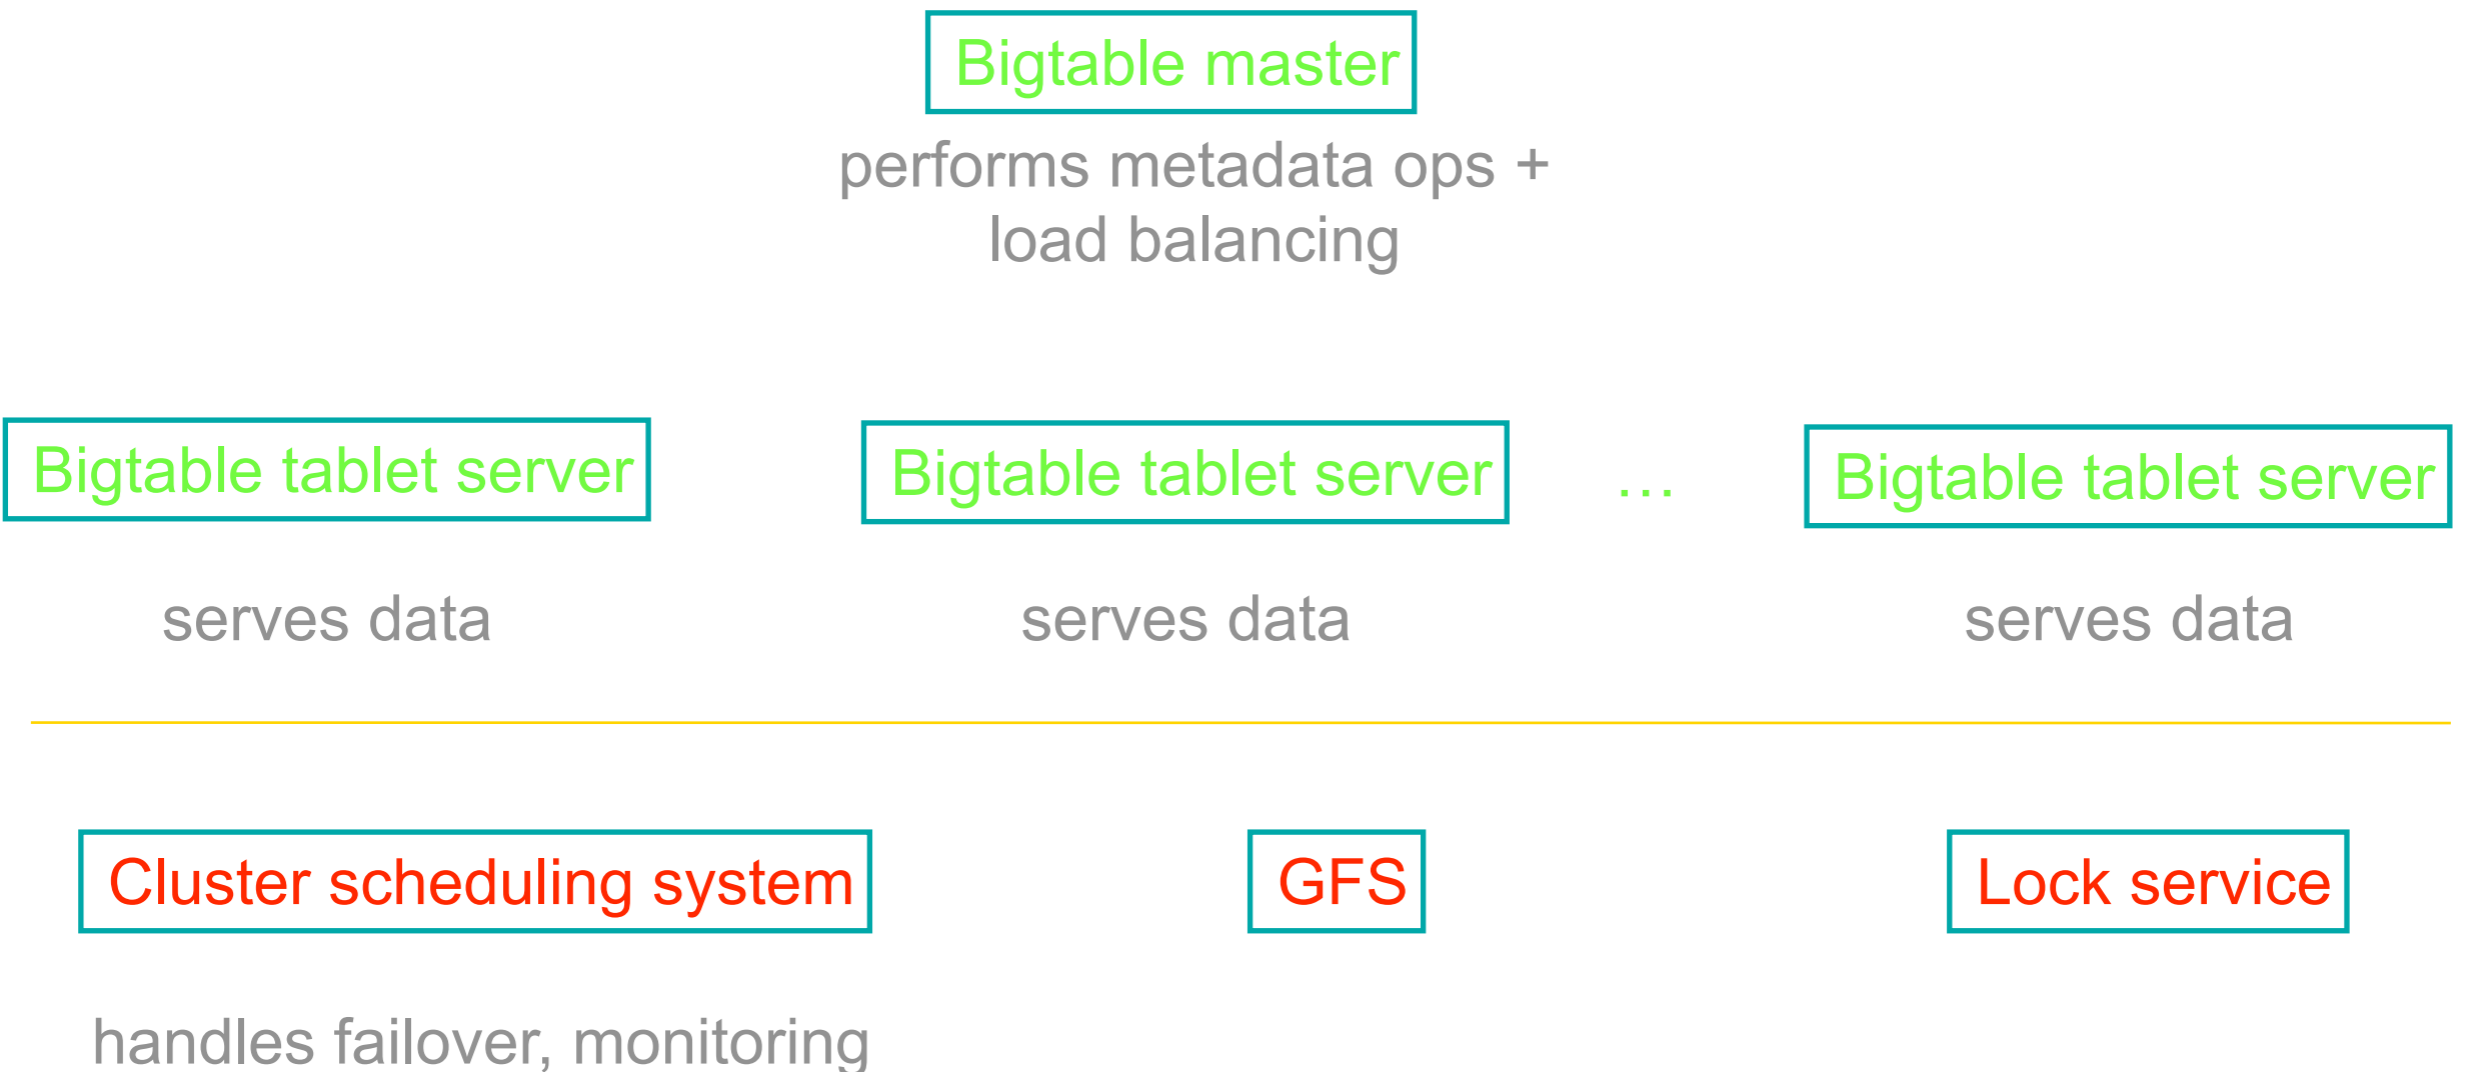 Bigtable master
performs metadata ops +
load balancing
Bigtable tablet server
Bigtable tablet server
…
Bigtable tablet server
serves data
serves data
serves data
Cluster scheduling system
GFS
Lock service
handles failover, monitoring